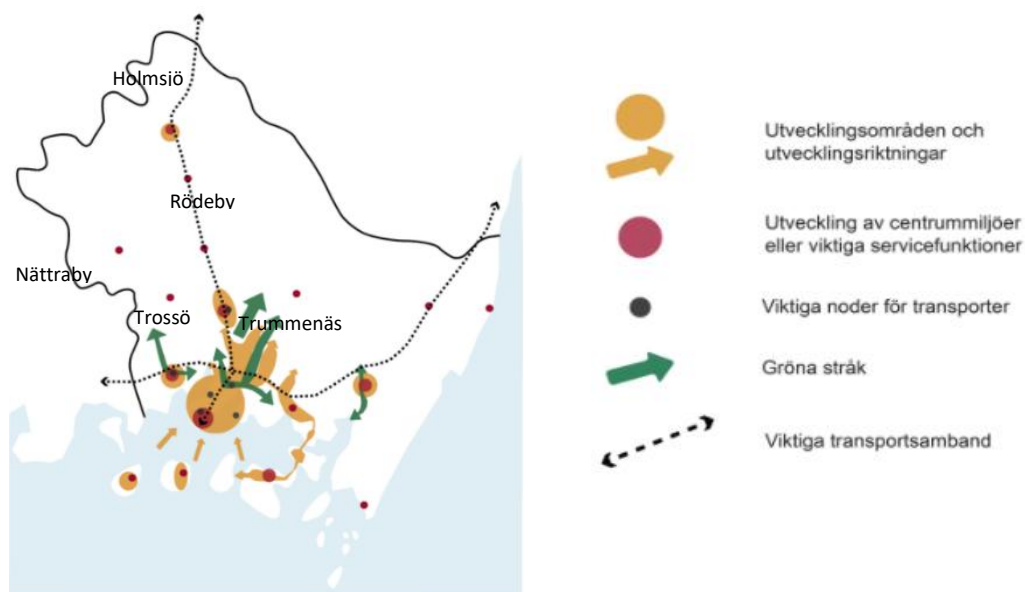 Holmsjö
Rödeby
Nättraby
Trossö
Trummenäs
Utvecklingsområden och
utvecklingsriktningar
Utveckling av centrummiljöer
eller viktiga servicefunktioner
Viktiga noder för transporter
Gröna stråk
Viktiga transportsamband